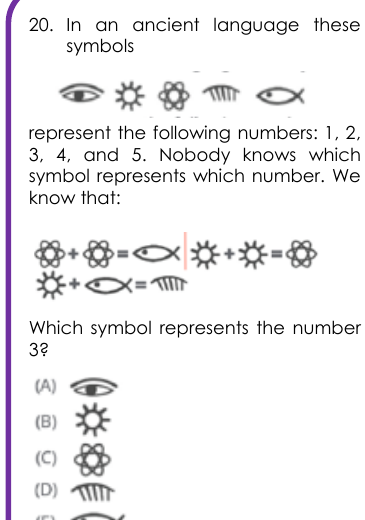 20. In an ancient language these
symbols
represent the following numbers: 1, 2,
3, 4, and 5. Nobody knows which
symbol represents which number. We
know that:
+ = + =
+ =
Which symbol represents the number
3?
(A)
(B)
(C)
(D)